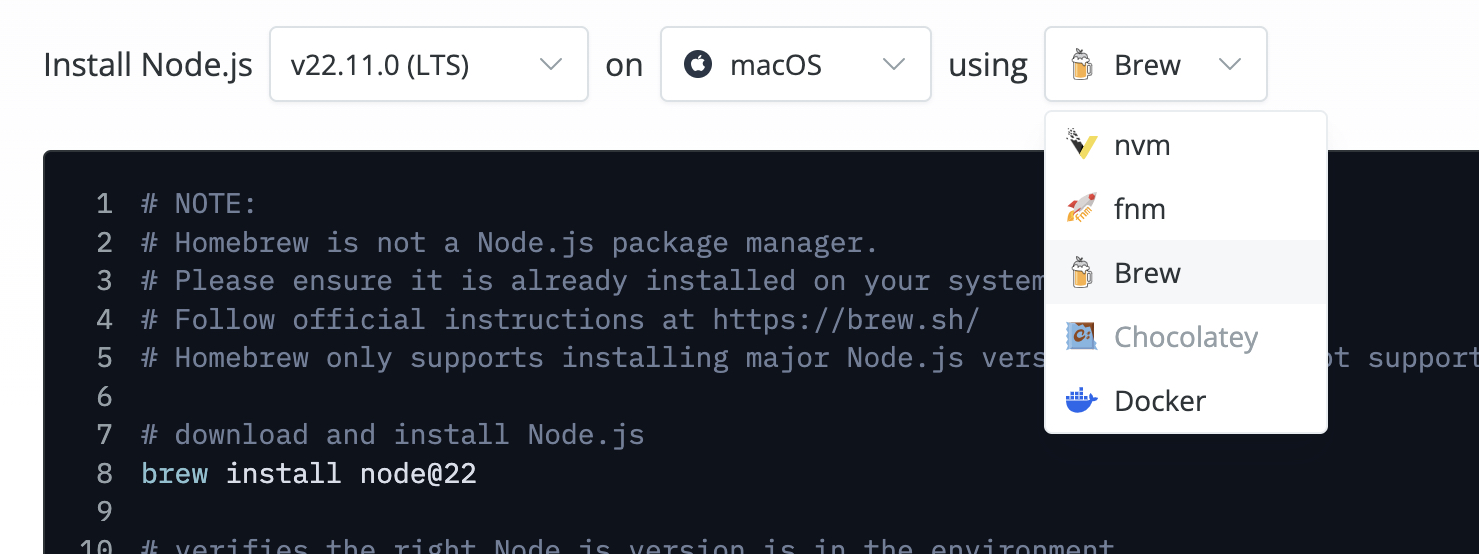 Install Node.js v22.11.0 (LTS) on macOS using Brew
nvm
fnm
Brew
Chocolatey
Docker
1 # NOTE:
2 # Homebrew is not a Node.js package manager.
3 # Please ensure it is already installed on your system
4 # Follow official instructions at https://brew.sh/
5 # Homebrew only supports installing major Node.js support
6
7 # download and install Node.js
8 brew install node@22
9
10 # verifies the right Node.js version is in the environment